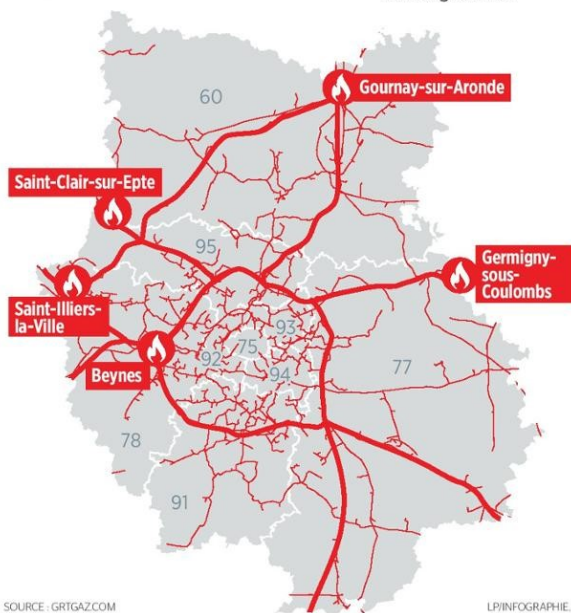 60
Gournay-sur-Aronde
Saint-Clair-sur-Epte
95
Germigny-
sous-
Coulombs
Saint-Illiers-
la-Ville
93
75
92
Beynes
94
77
78
91
SOURCE : GRTGAZ.COM
LP/INFOGRAPHIE